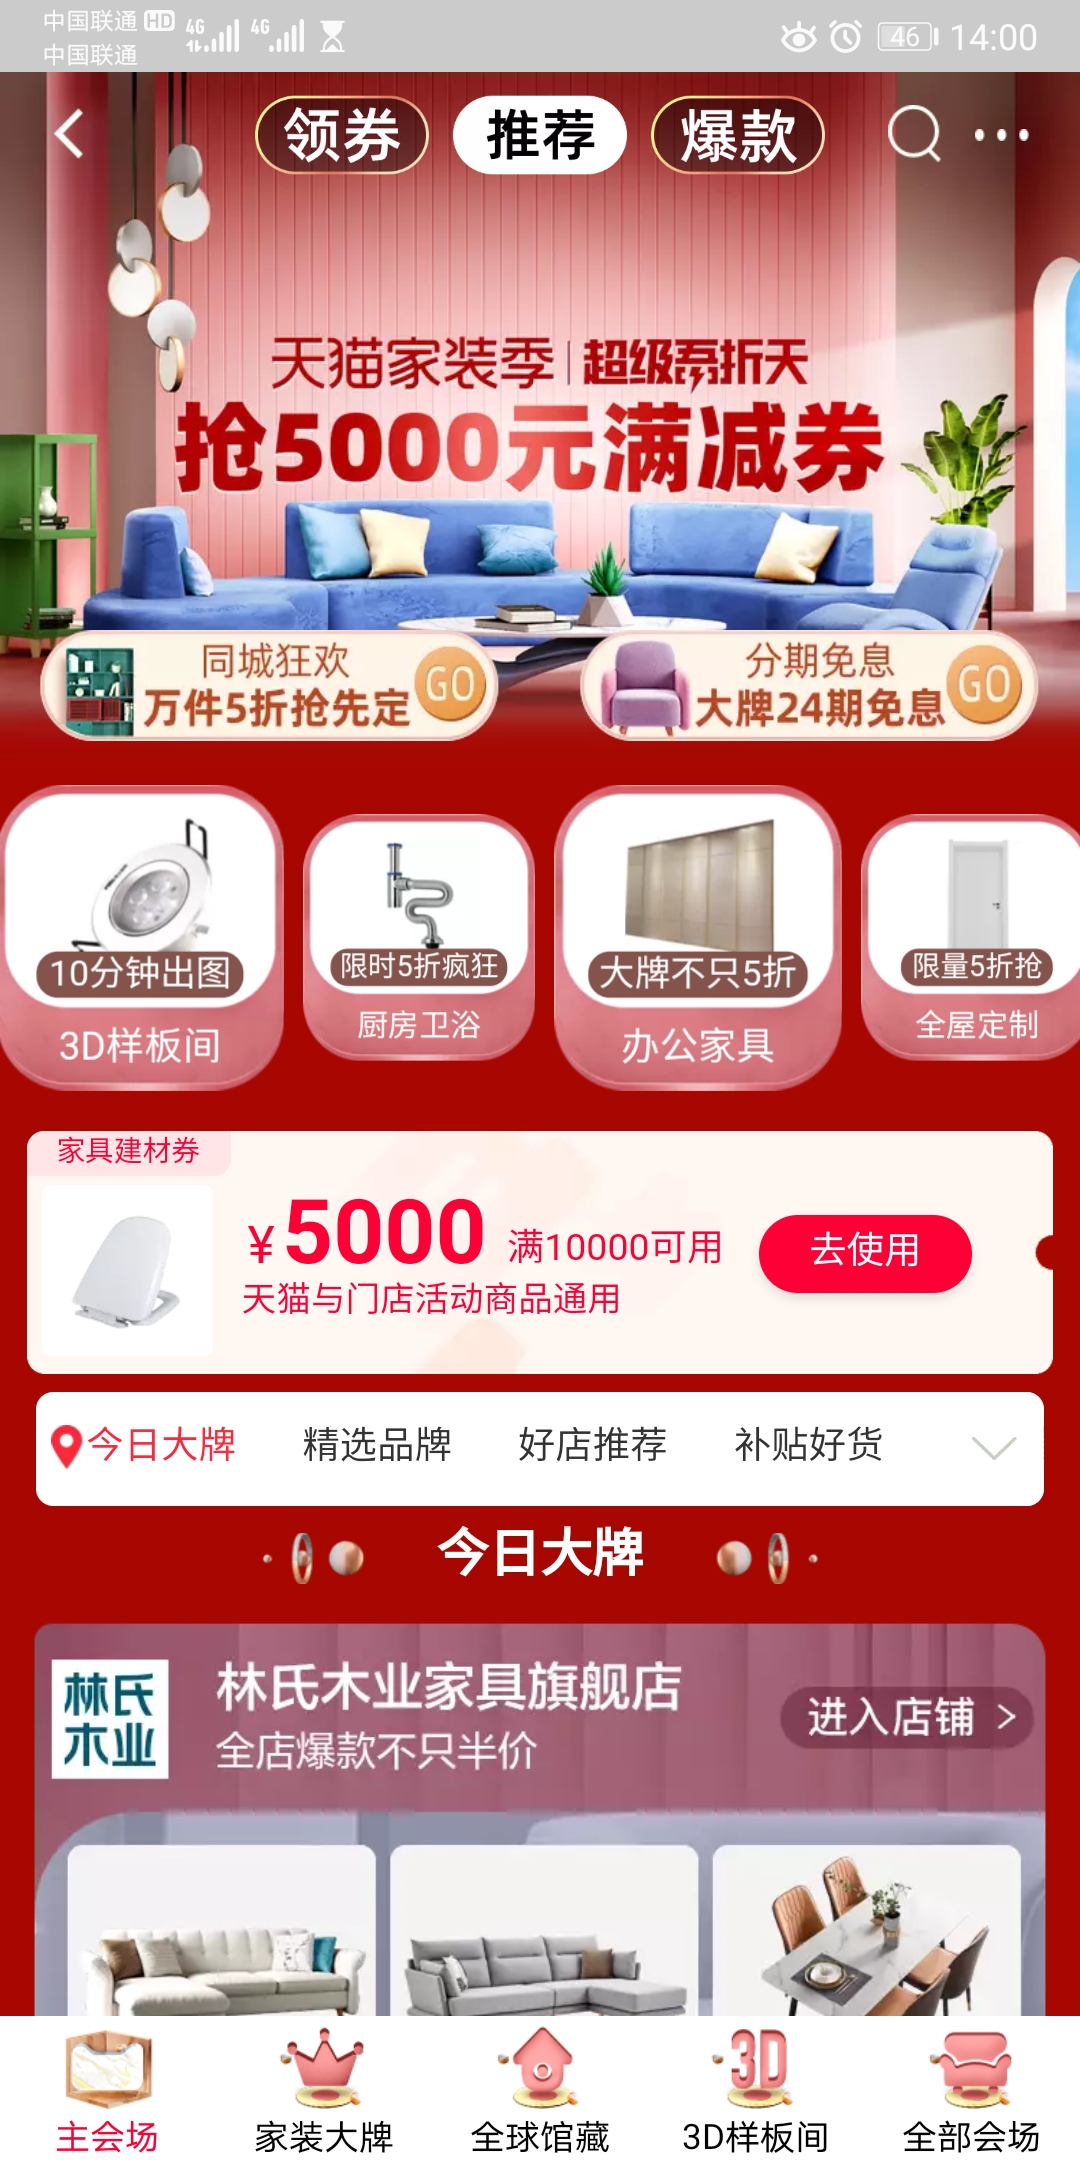 中国联通 HD 4G 4G 46 14:00
中国联通
领券 推荐 爆款
天猫家装季 超级吾折天
抢5000元满减券
同城狂欢
万件5折抢先定 GO
分期免息
大牌24期免息 GO
10分钟出图
3D样板间
限时5折疯狂
厨房卫浴
大牌不只5折
办公家具
限量5折抢
全屋定制
家具建材券
¥5000 满10000可用
天猫与门店活动商品通用
去使用
今日大牌 精选品牌 好店推荐 补贴好货
今日大牌
林氏木业
林氏木业家具旗舰店
全店爆款不只半价
进入店铺 >
3D
主会场 家装大牌 全球馆藏 3D样板间 全部会场